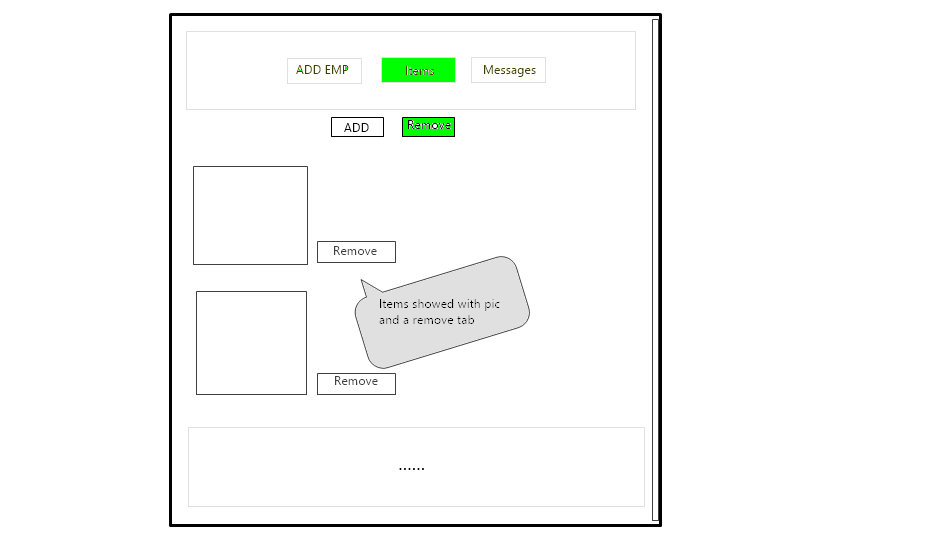 ADD EMP
Items
Messages
ADD
Remove
Remove
Items showed with pic
and a remove tab
Remove
......